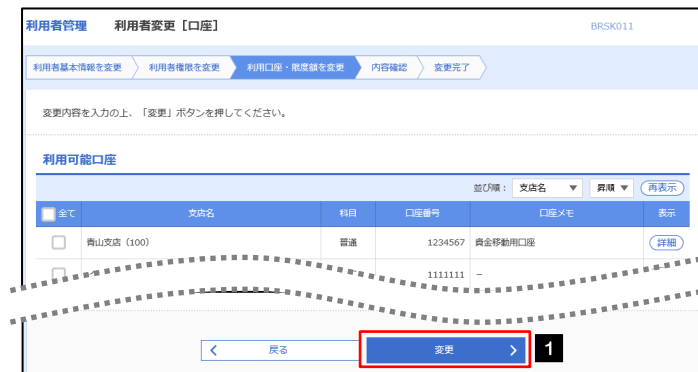 利用者管理 利用者変更［口座］ BRSK011
利用者基本情報を変更 利用者権限を変更 利用口座・限度額を変更 内容確認 変更完了
変更内容を入力の上、「変更」ボタンを押してください。
利用可能口座
並び順： 支店名 ▼ 昇順 ▼ 再表示
全て 支店名 科目 口座番号 口座メモ 表示
青山支店（100） 普通 1234567 資金移動用口座 詳細
1111111 －
戻る 変更 1